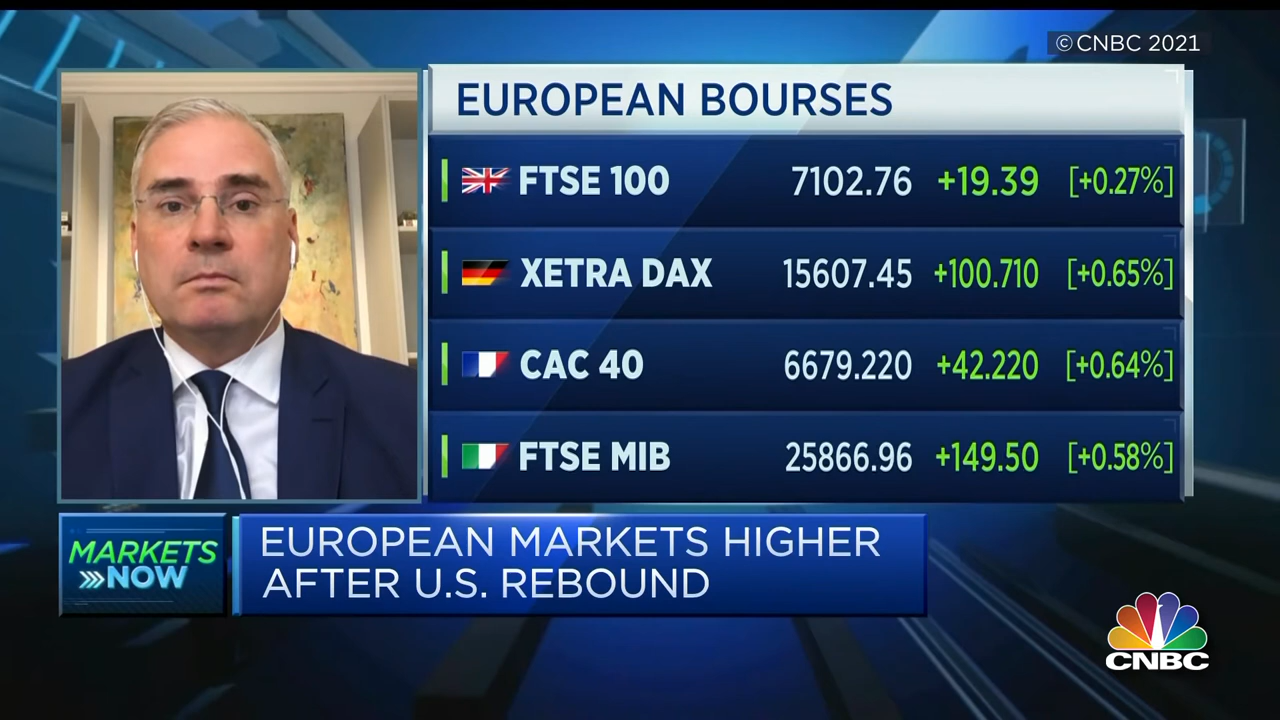 © CNBC 2021
EUROPEAN BOURSES
FTSE 100 7102.76 +19.39 [+0.27%]
XETRA DAX 15607.45 +100.710 [+0.65%]
CAC 40 6679.220 +42.220 [+0.64%]
FTSE MIB 25866.96 +149.50 [+0.58%]
MARKETS
NOW
EUROPEAN MARKETS HIGHER
AFTER U.S. REBOUND
CNBC